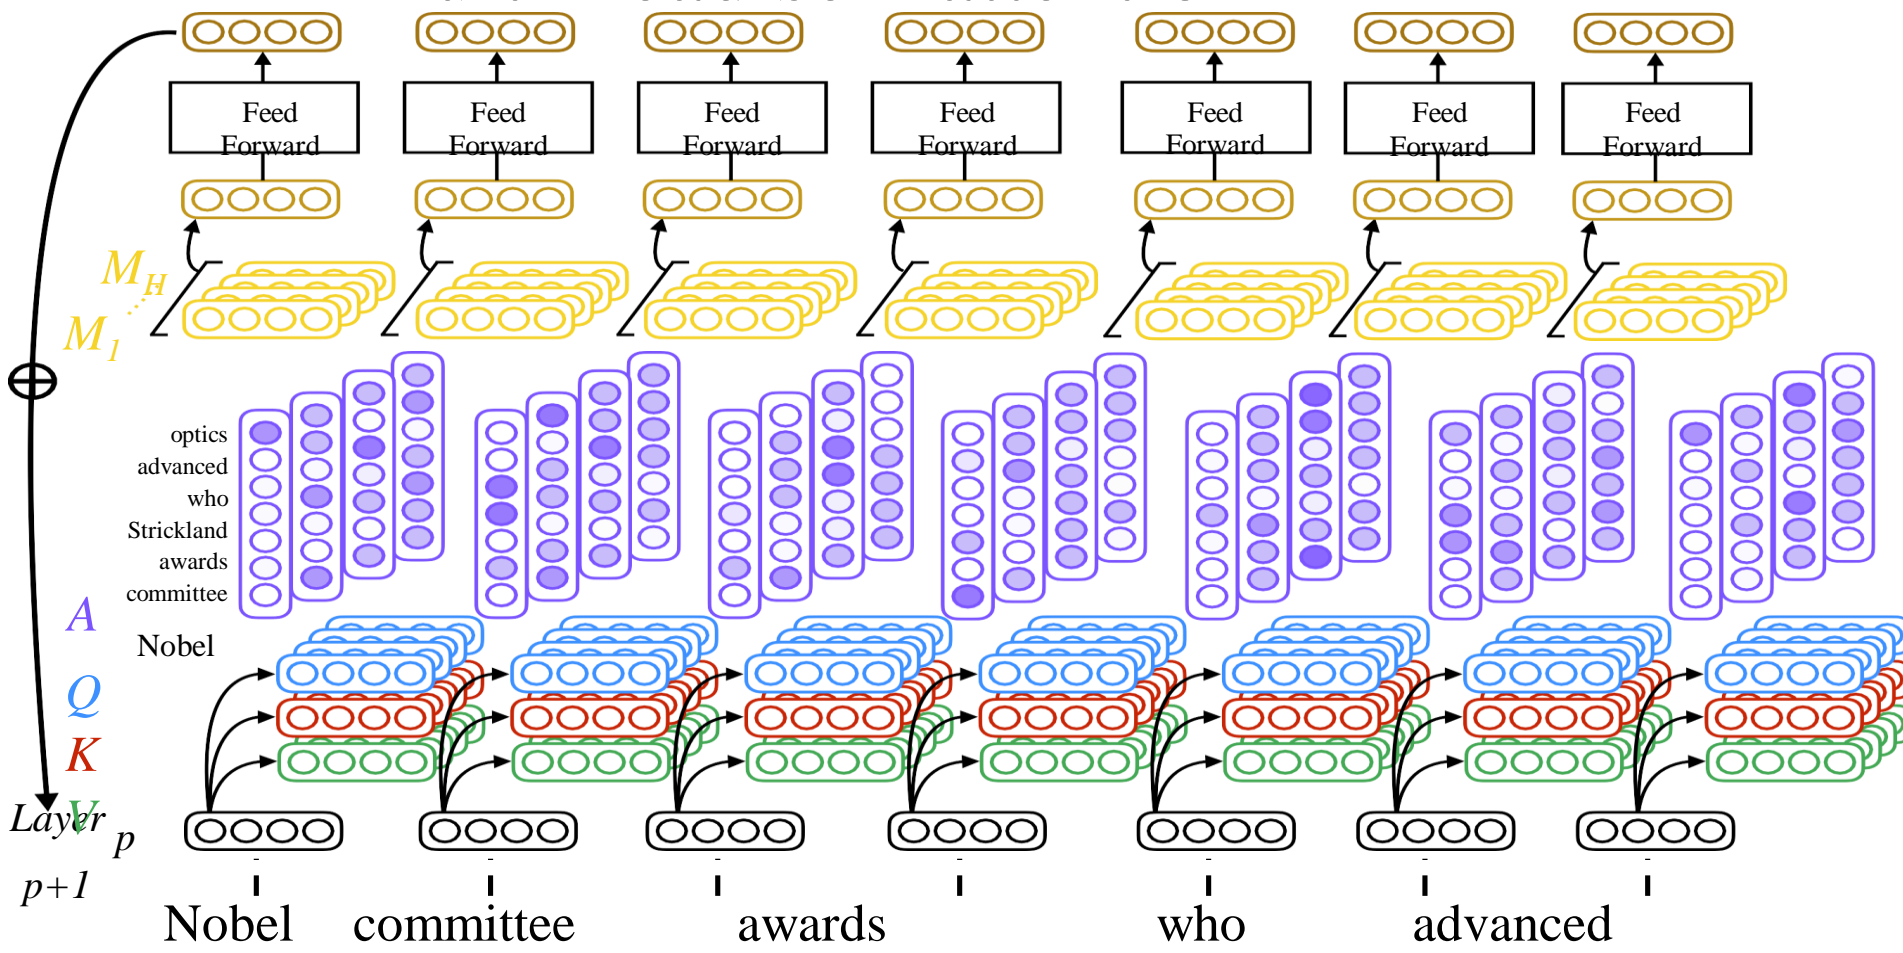 Feed Feed Feed Feed Feed Feed Feed
Forward Forward Forward Forward Forward Forward Forward
M_H
M_1
optics
advanced
who
Strickland
awards
committee
A
Nobel
Q
K
V
Layer p
p+1
Nobel committee awards who advanced